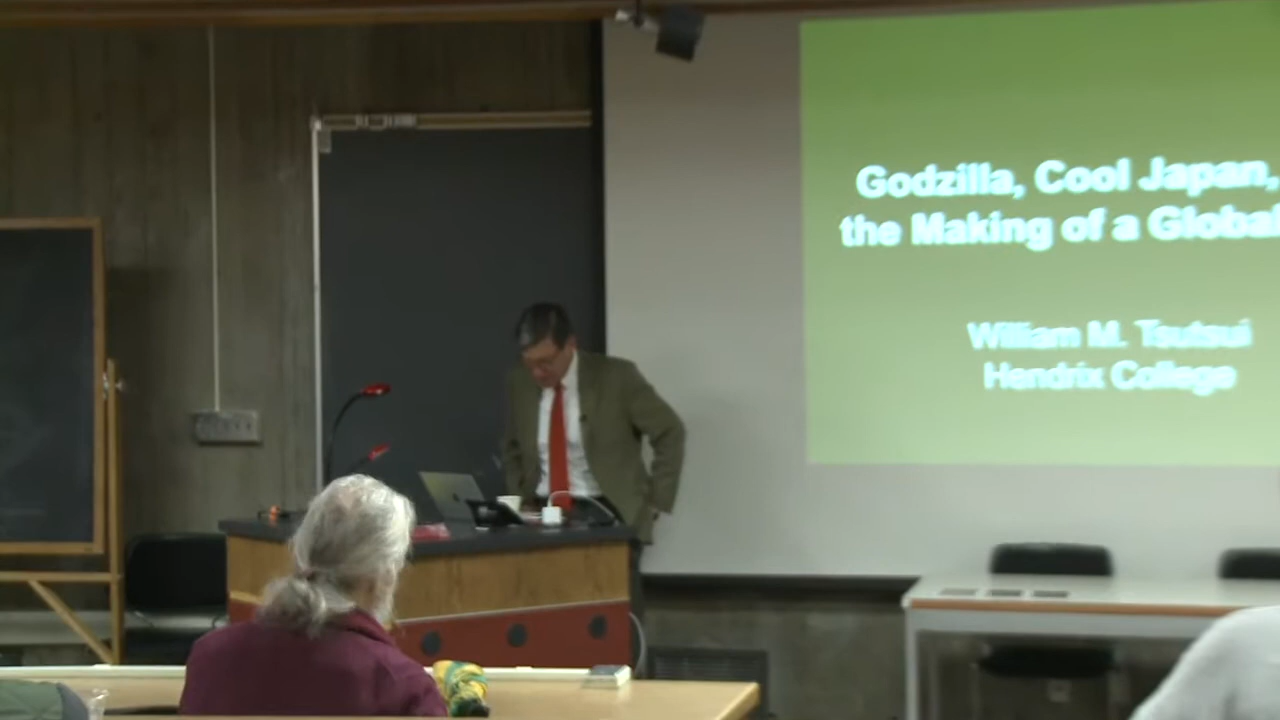 Godzilla, Cool Japan,
the Making of a Global
William M. Tsutsui
Hendrix College